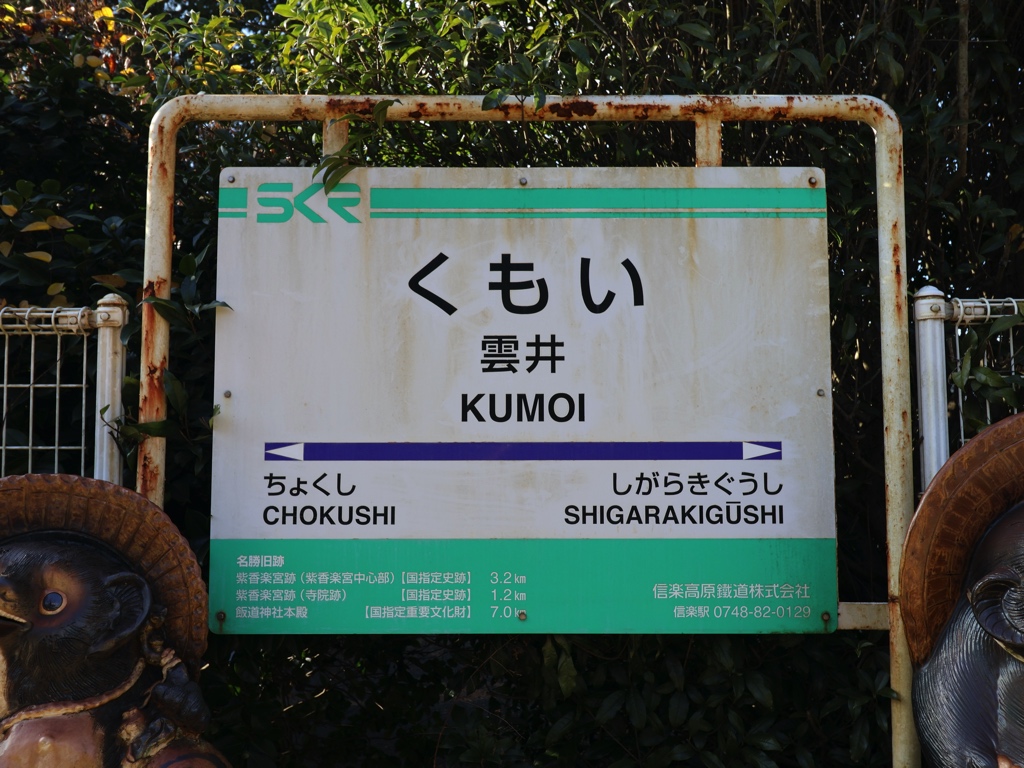 SKR
くもい
雲井
KUMOI
ちょくし しがらきぐうし
CHOKUSHI SHIGARAKIGŪSHI
名勝旧跡
紫香楽宮跡（紫香楽宮中心部）【国指定史跡】 3.2㎞
紫香楽宮跡（寺院跡） 【国指定史跡】 1.2㎞
飯道神社本殿 【国指定重要文化財】 7.0㎞
信楽高原鐵道株式会社
信楽駅 0748-82-0129